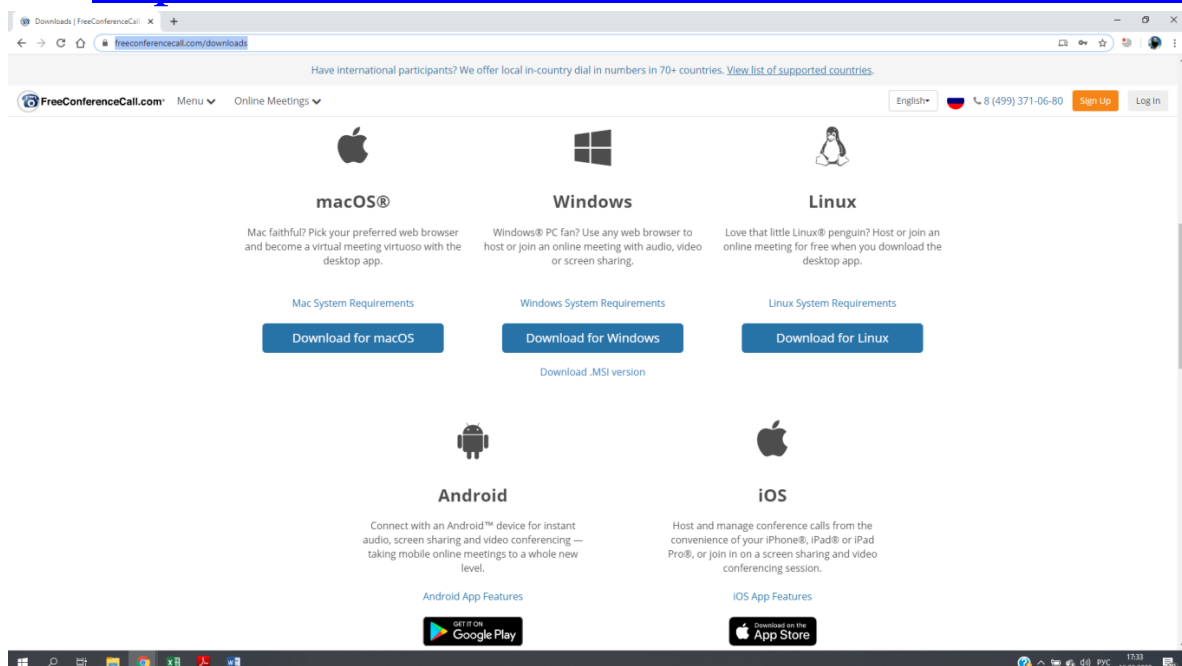 Downloads | FreeConferenceCall
freeconferencecall.com/downloads
Have international participants? We offer local in-country dial in numbers in 70+ countries. View list of supported countries.
FreeConferenceCall.com® Menu Online Meetings English 8 (499) 371-06-80 Sign Up Log In
macOS® Windows Linux
Mac faithful? Pick your preferred web browser
and become a virtual meeting virtuoso with the
desktop app.
Windows® PC fan? Use any web browser to
host or join an online meeting with audio, video
or screen sharing.
Love that little Linux® penguin? Host or join an
online meeting for free when you download the
desktop app.
Mac System Requirements Windows System Requirements Linux System Requirements
Download for macOS Download for Windows Download for Linux
Download .MSI version
Android
Connect with an Android™ device for instant
audio, screen sharing and video conferencing —
taking mobile online meetings to a whole new
level.
Android App Features
GET IT ON
Google Play
iOS
Host and manage conference calls from the
convenience of your iPhone®, iPad® or iPad
Pro®, or join in on a screen sharing and video
conferencing session.
iOS App Features
Download on the
App Store
РУС 17:33